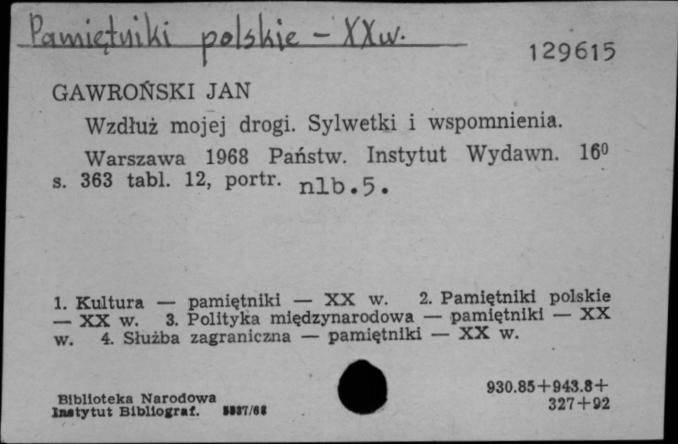 Pamiętniki polskie - XXw.
129615
GAWROŃSKI JAN
Wzdłuż mojej drogi. Sylwetki i wspomnienia.
Warszawa 1968 Państw. Instytut Wydawn. 16⁰
s. 363 tabl. 12, portr. nlb.5.
1. Kultura — pamiętniki — XX w. 2. Pamiętniki polskie
— XX w. 3. Polityka międzynarodowa — pamiętniki — XX
w. 4. Służba zagraniczna — pamiętniki — XX w.
Biblioteka Narodowa
Instytut Bibliograf.
930.85+943.8+
327+92